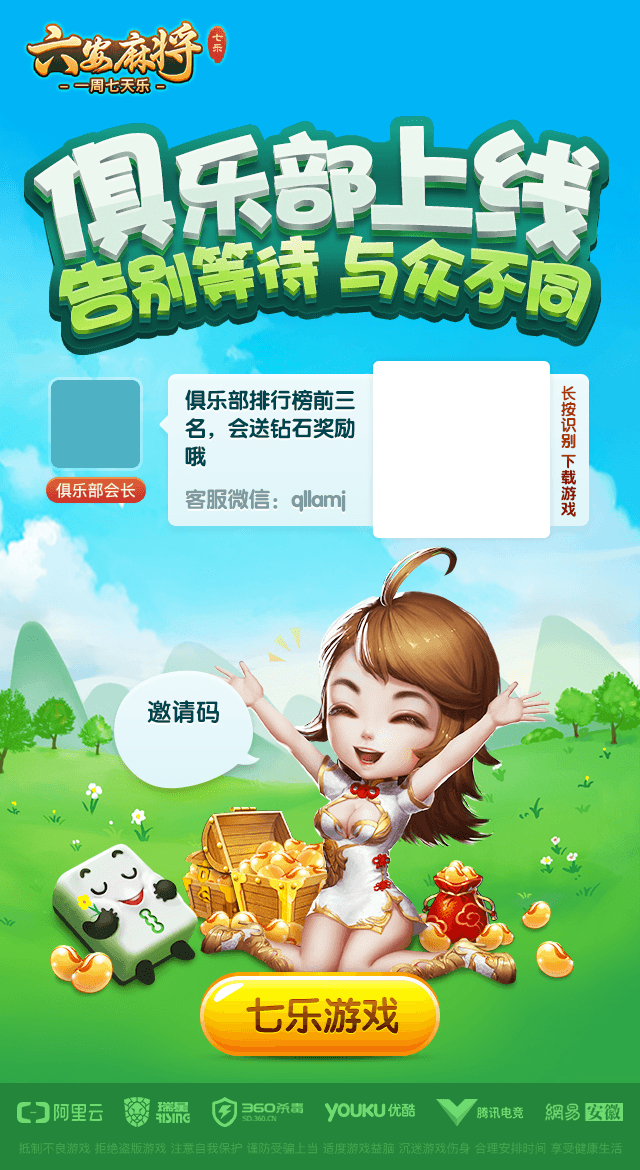 六安麻将
七乐
一周七天乐
俱乐部上线
告别等待 与众不同
俱乐部排行榜前三
名，会送钻石奖励
哦
客服微信：qllamj
长按识别 下载游戏
俱乐部会长
邀请码
七乐游戏
阿里云
瑞星
RISING
360杀毒
SD.360.CN
YOUKU优酷
腾讯电竞
網易 安徽
抵制不良游戏 拒绝盗版游戏 注意自我保护 谨防受骗上当 适度游戏益脑 沉迷游戏伤身 合理安排时间 享受健康生活